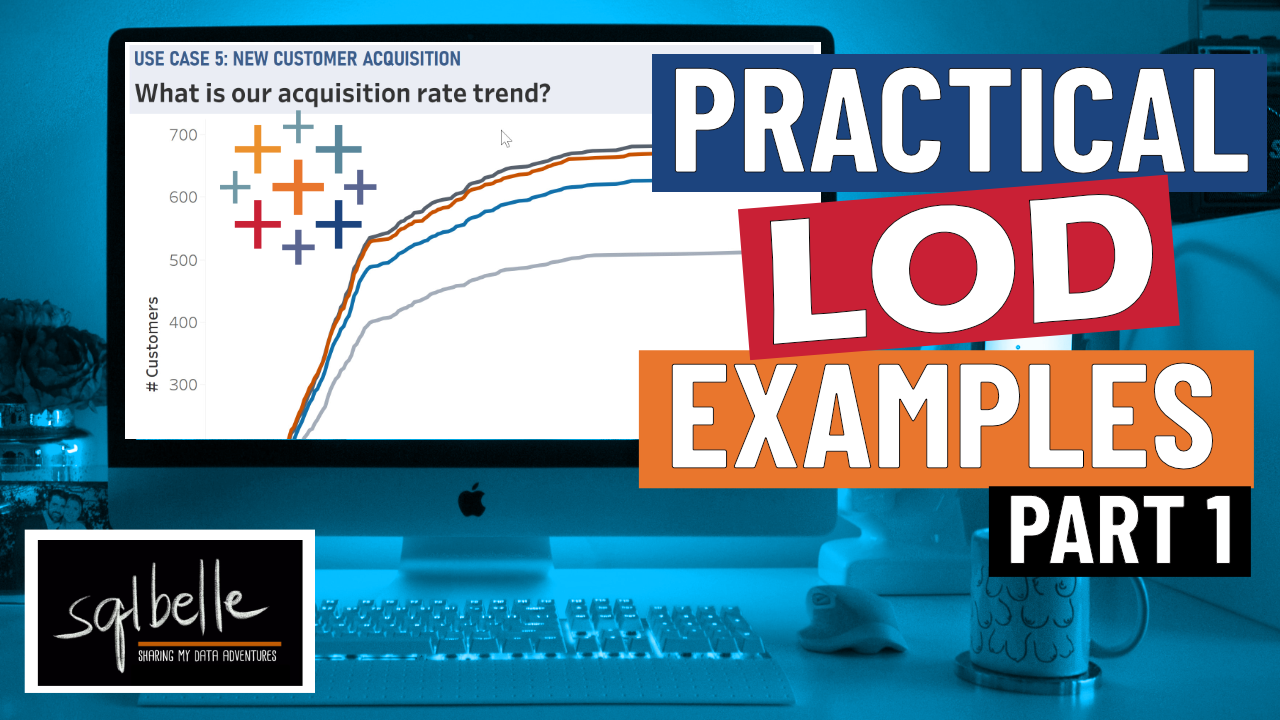 USE CASE 5: NEW CUSTOMER ACQUISITION
What is our acquisition rate trend?
700
600
500
400
300
# Customers
PRACTICAL
LOD
EXAMPLES
PART 1
sqlbelle
SHARING MY DATA ADVENTURES